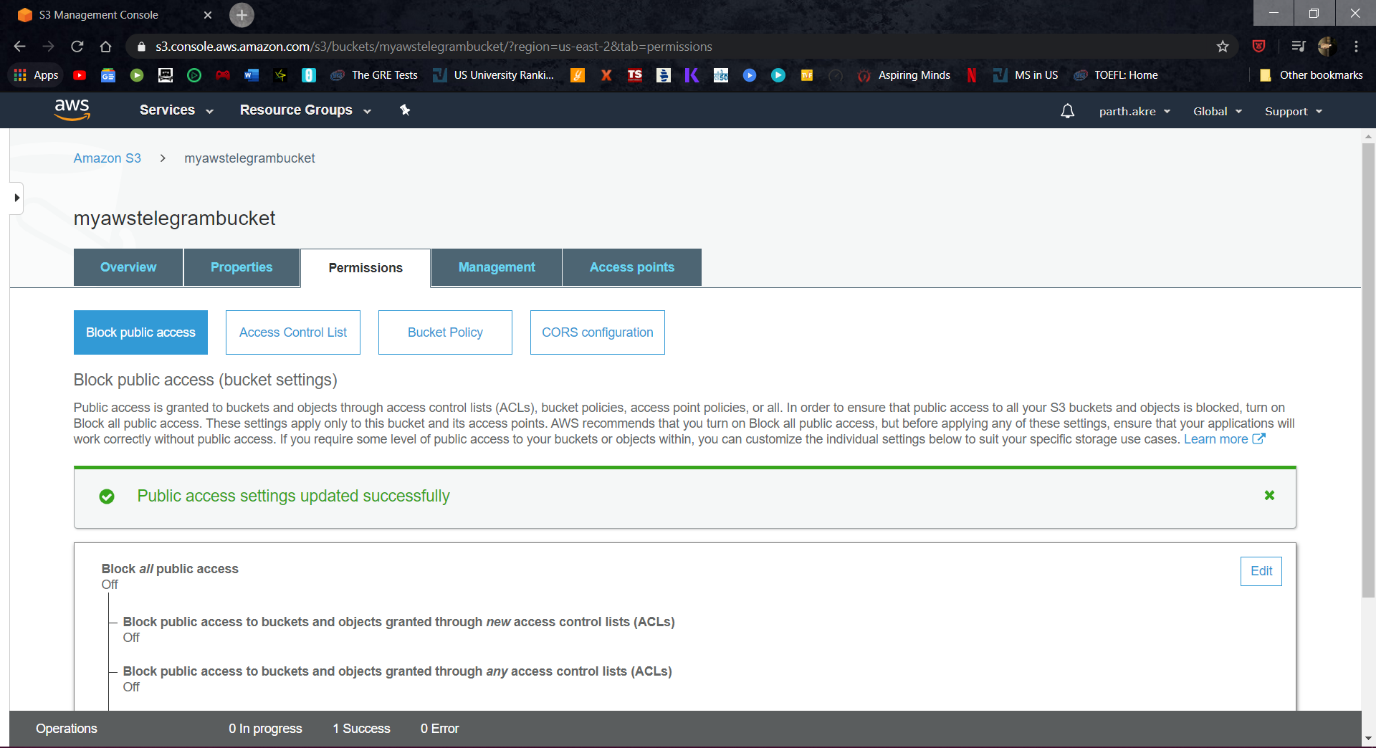 S3 Management Console
s3.console.aws.amazon.com/s3/buckets/myawstelegrambucket/?region=us-east-2&tab=permissions
Apps
GE
W
The GRE Tests
US University Ranki...
X
TS
K
Aspiring Minds
N
MS in US
TOEFL: Home
Other bookmarks
aws
Services
Resource Groups
parth.akre
Global
Support
Amazon S3 > myawstelegrambucket
myawstelegrambucket
Overview
Properties
Permissions
Management
Access points
Block public access
Access Control List
Bucket Policy
CORS configuration
Block public access (bucket settings)
Public access is granted to buckets and objects through access control lists (ACLs), bucket policies, access point policies, or all. In order to ensure that public access to all your S3 buckets and objects is blocked, turn on
Block all public access. These settings apply only to this bucket and its access points. AWS recommends that you turn on Block all public access, but before applying any of these settings, ensure that your applications will
work correctly without public access. If you require some level of public access to your buckets or objects within, you can customize the individual settings below to suit your specific storage use cases. Learn more
Public access settings updated successfully
Block all public access
Edit
Off
Block public access to buckets and objects granted through new access control lists (ACLs)
Off
Block public access to buckets and objects granted through any access control lists (ACLs)
Off
Operations
0 In progress
1 Success
0 Error